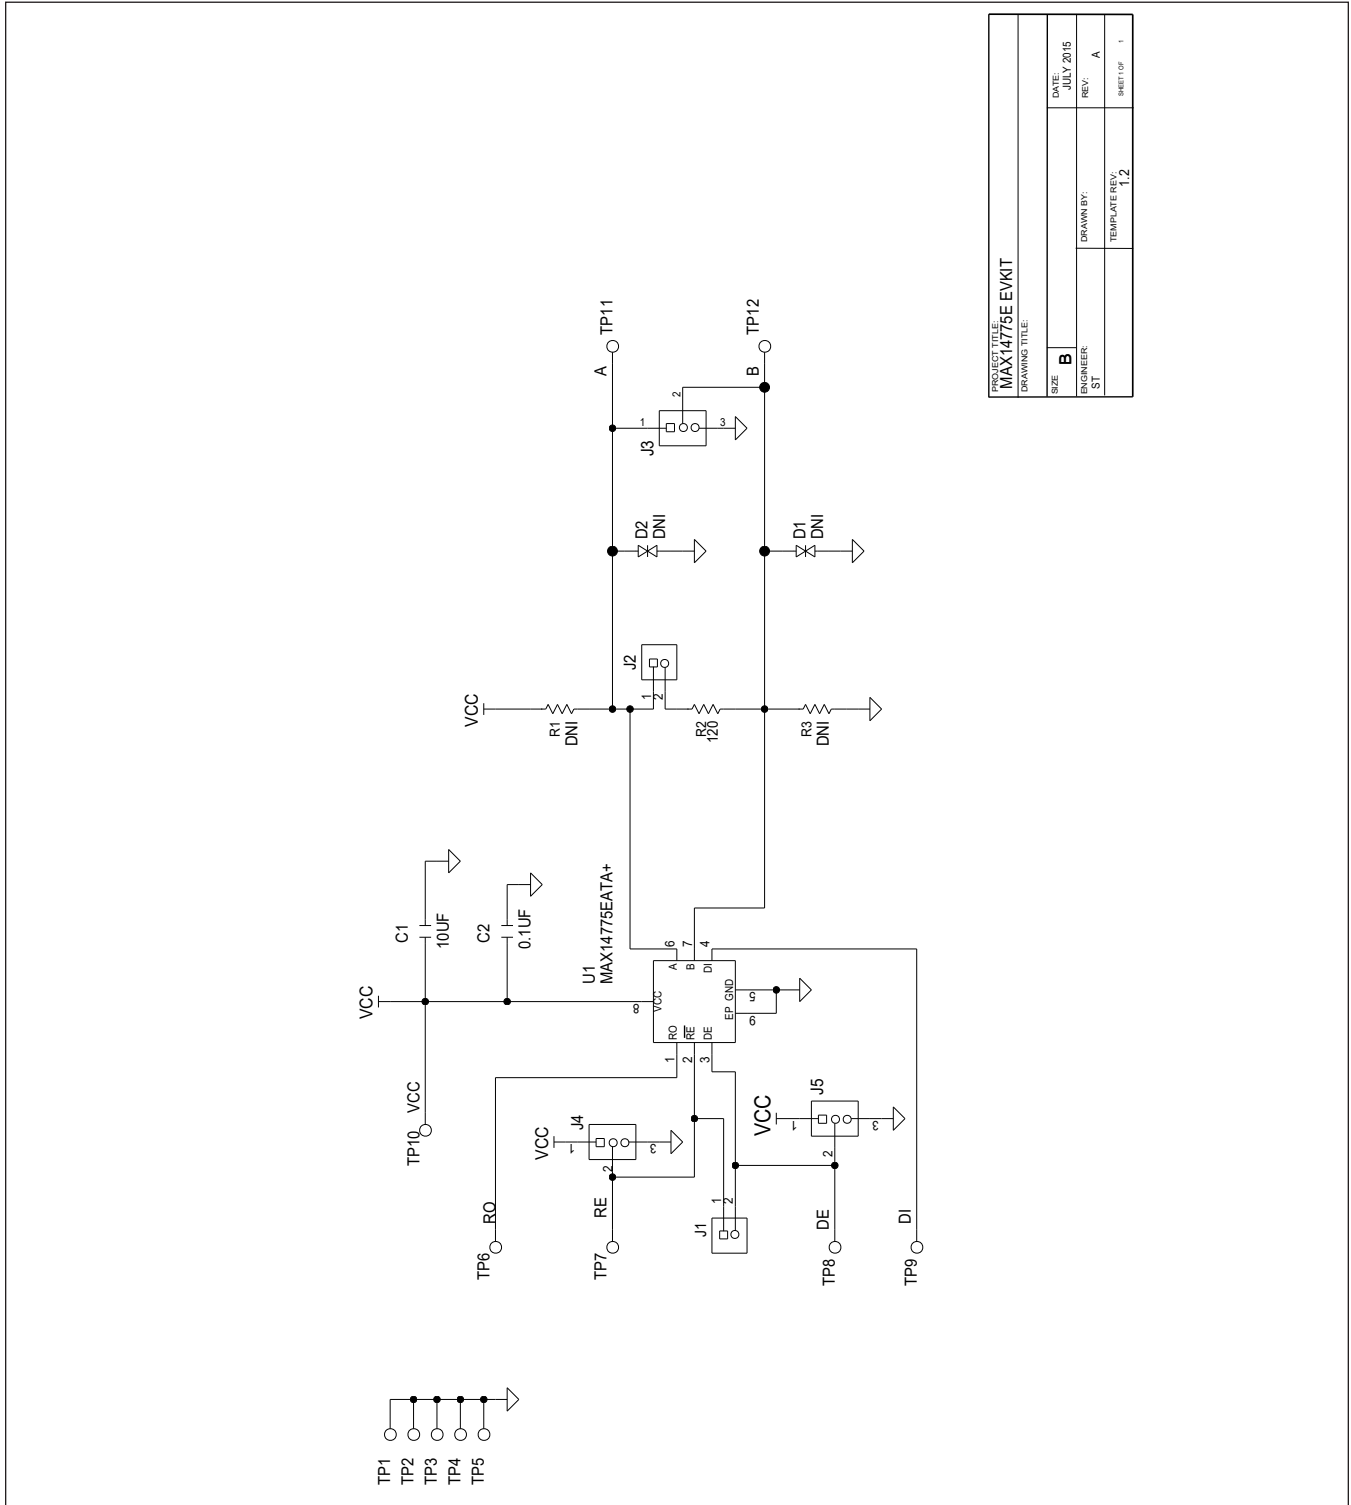 PROJECT TITLE:
MAX14775E EVKIT
DRAWING TITLE:
SIZE
B
DATE:
JULY 2015
ENGINEER:
ST
DRAWN BY:
REV:
A
TEMPLATE REV:
1.2
SHEET 1 OF 1
TP1
TP2
TP3
TP4
TP5
TP10
VCC
VCC
C1
10UF
C2
0.1UF
U1
MAX14775EATA+
8
VCC
RO
RE
DE
1
2
3
A
B
DI
6
7
4
EP
GND
9
5
TP6
RO
TP7
RE
VCC
1
J4
3
2
J1
1
2
VCC
1
J5
3
2
TP8
DE
TP9
DI
VCC
R1
DNI
J2
1
2
R2
120
R3
DNI
D2
DNI
D1
DNI
J3
1
2
3
A
TP11
B
TP12